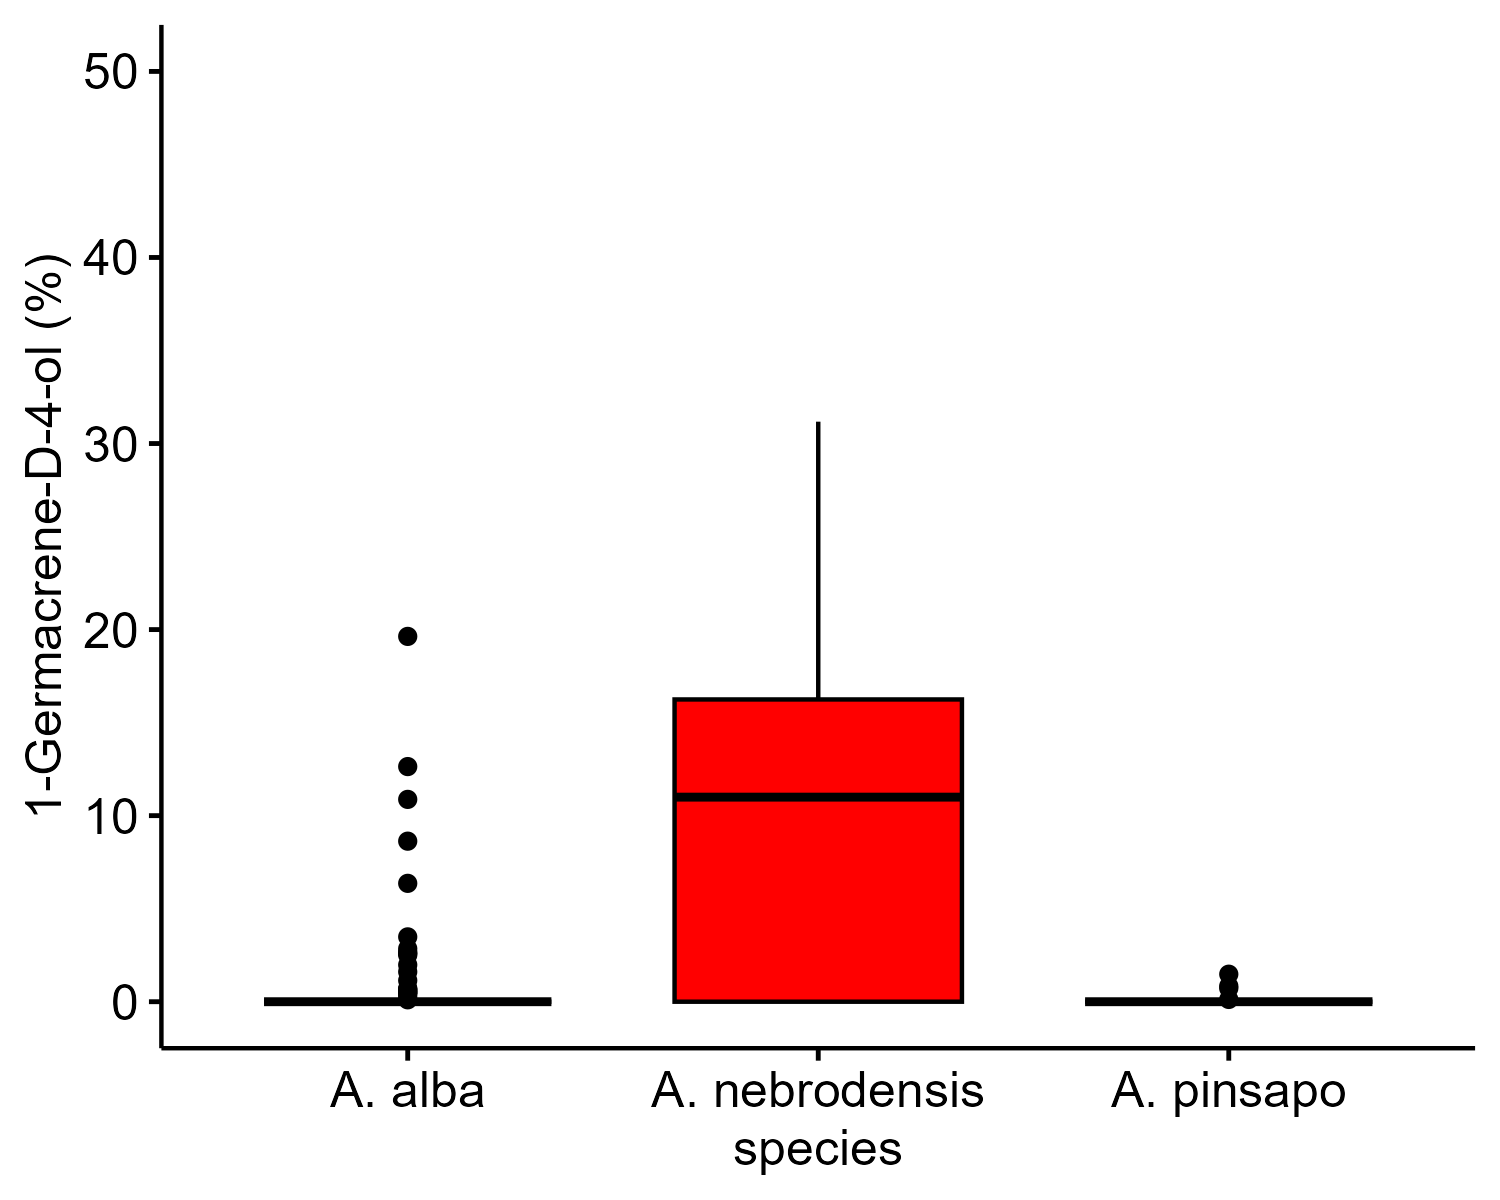 1-Germacrene-D-4-ol (%)
50
40
30
20
10
0
A. alba
A. nebrodensis
A. pinsapo
species